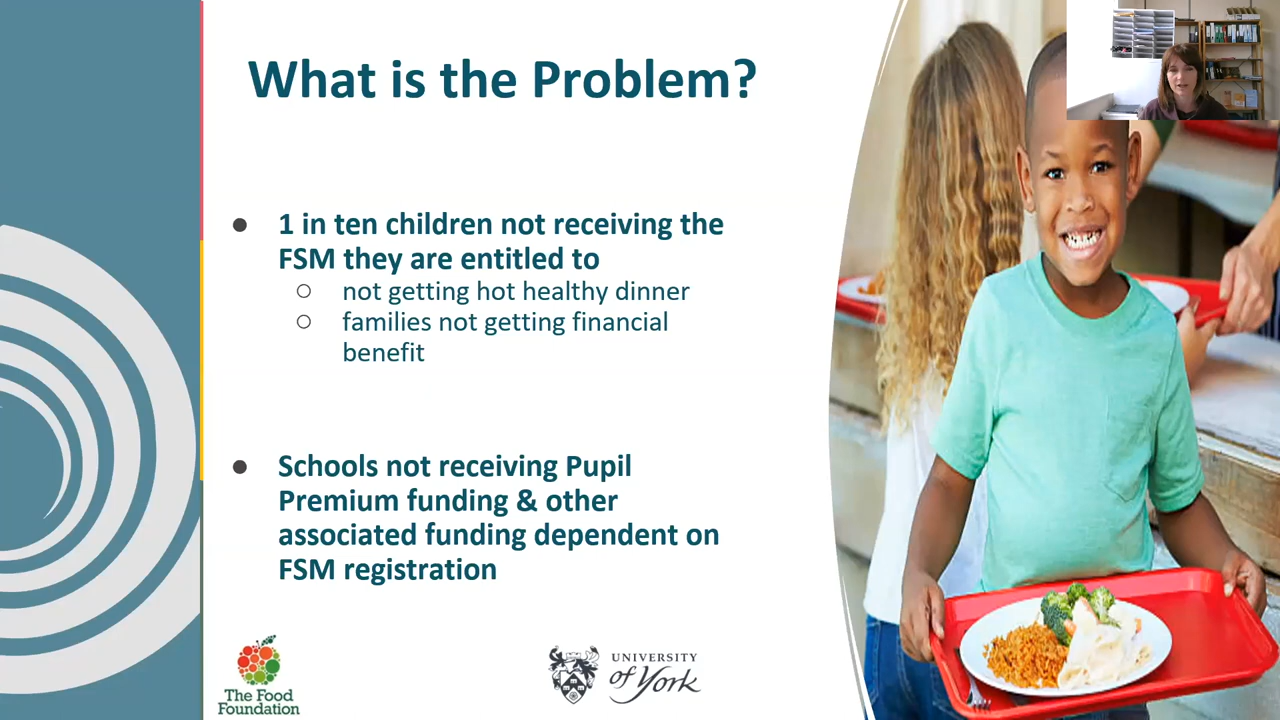 What is the Problem?
● 1 in ten children not receiving the
FSM they are entitled to
○ not getting hot healthy dinner
○ families not getting financial
benefit
● Schools not receiving Pupil
Premium funding & other
associated funding dependent on
FSM registration
The Food
Foundation
UNIVERSITY
of York